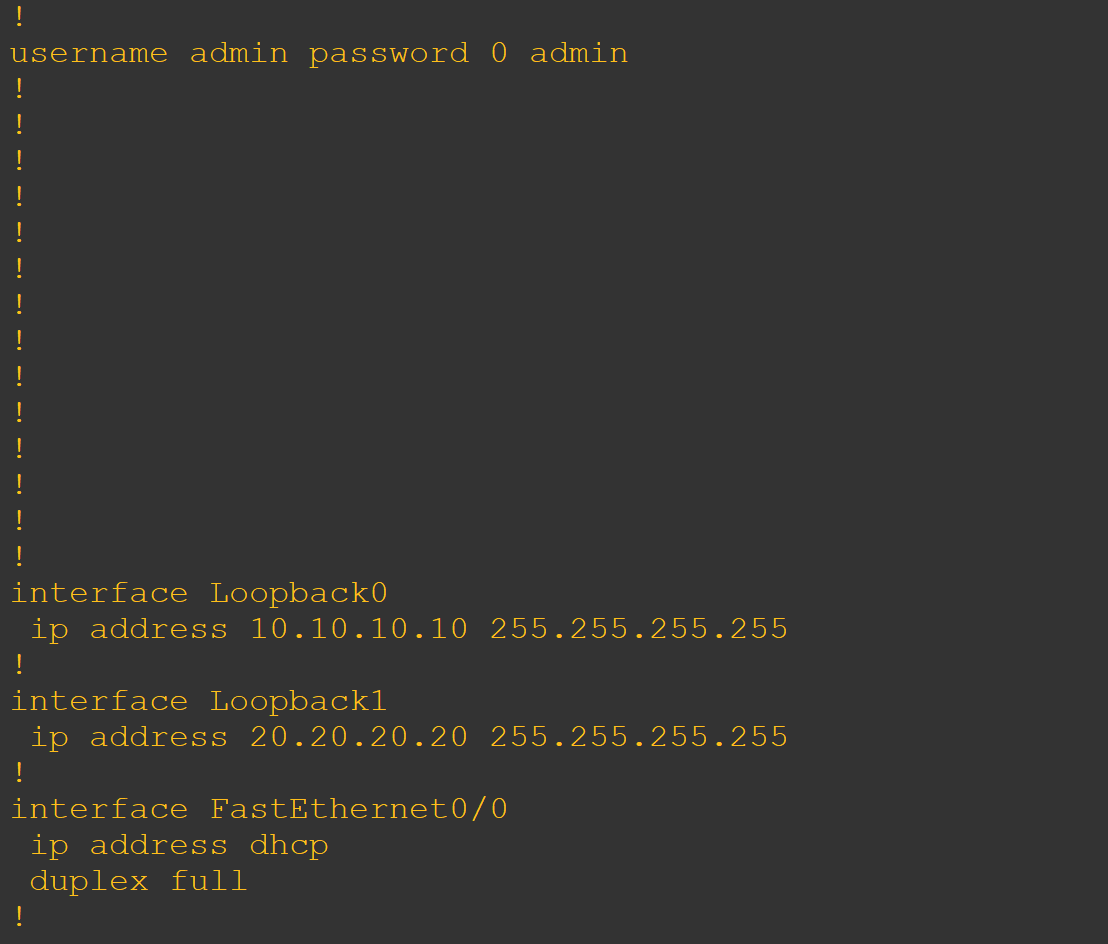 !
username admin password 0 admin
!
!
!
!
!
!
!
!
!
!
!
!
!
!
interface Loopback0
 ip address 10.10.10.10 255.255.255.255
!
interface Loopback1
 ip address 20.20.20.20 255.255.255.255
!
interface FastEthernet0/0
 ip address dhcp
 duplex full
!